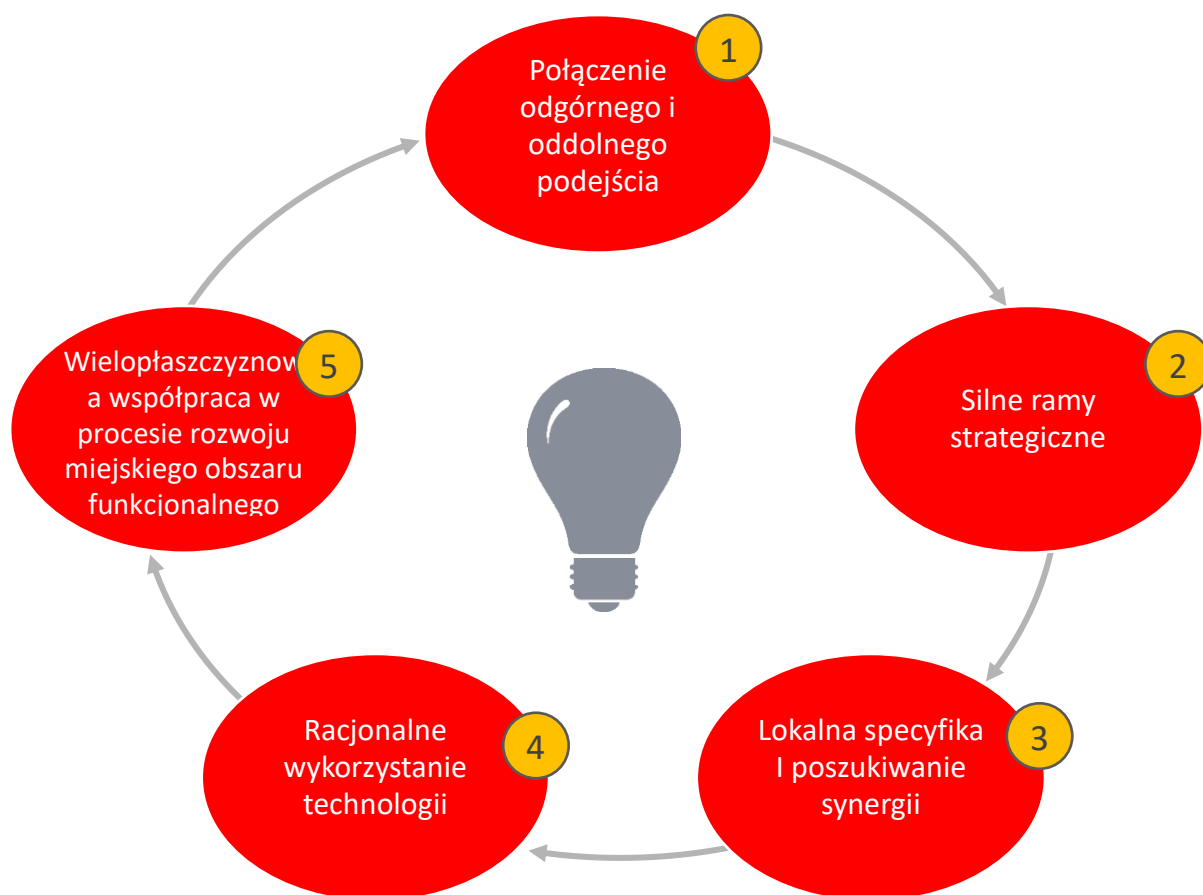 1
Połączenie
odgórnego i
oddolnego
podejścia
2
Silne ramy
strategiczne
3
Lokalna specyfika
I poszukiwanie
synergii
4
Racjonalne
wykorzystanie
technologii
5
Wielopłaszczyznow
a współpraca w
procesie rozwoju
miejskiego obszaru
funkcjonalnego